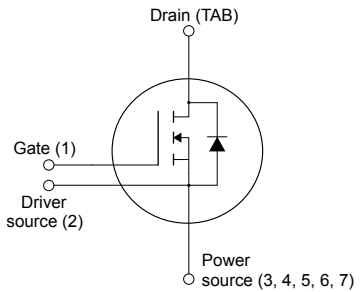 Drain (TAB)
Gate (1)
Driver
source (2)
Power
source (3, 4, 5, 6, 7)